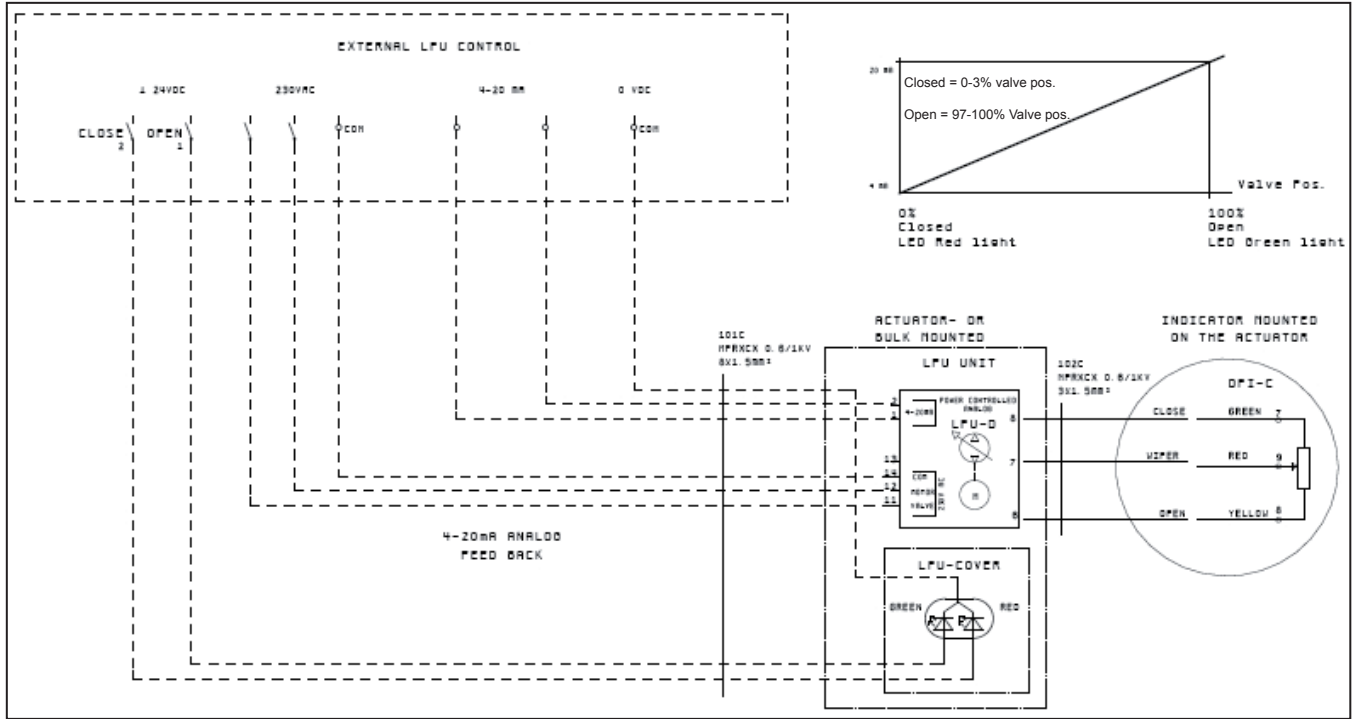 EXTERNAL LPU CONTROL
± 24VDC 230VAC 4-20 mA 0 VDC
CLOSE OPEN COM COM
2 1
20 mA
Closed = 0-3% valve pos.
Open = 97-100% Valve pos.
4 mA
Valve Pos.
0% 100%
Closed Open
LED Red light LED Green light
ACTUATOR- OR
BULK MOUNTED
INDICATOR MOUNTED
ON THE ACTUATOR
101C
MPRXCX 0.6/1KV
8X1.5MM²
LPU UNIT
102C
MPRXCX 0.6/1KV
3X1.5MM²
DPI-C
2
1
4-20mA
POWER CONTROLLED
ANALOG
LPU-D
CLOSE GREEN 7
13
14
12
11
COM
MOTOR
VALVE
230V AC
M
7
WIPER RED 9
OPEN YELLOW 8
4-20mA ANALOG
FEED BACK
LPU-COVER
GREEN RED